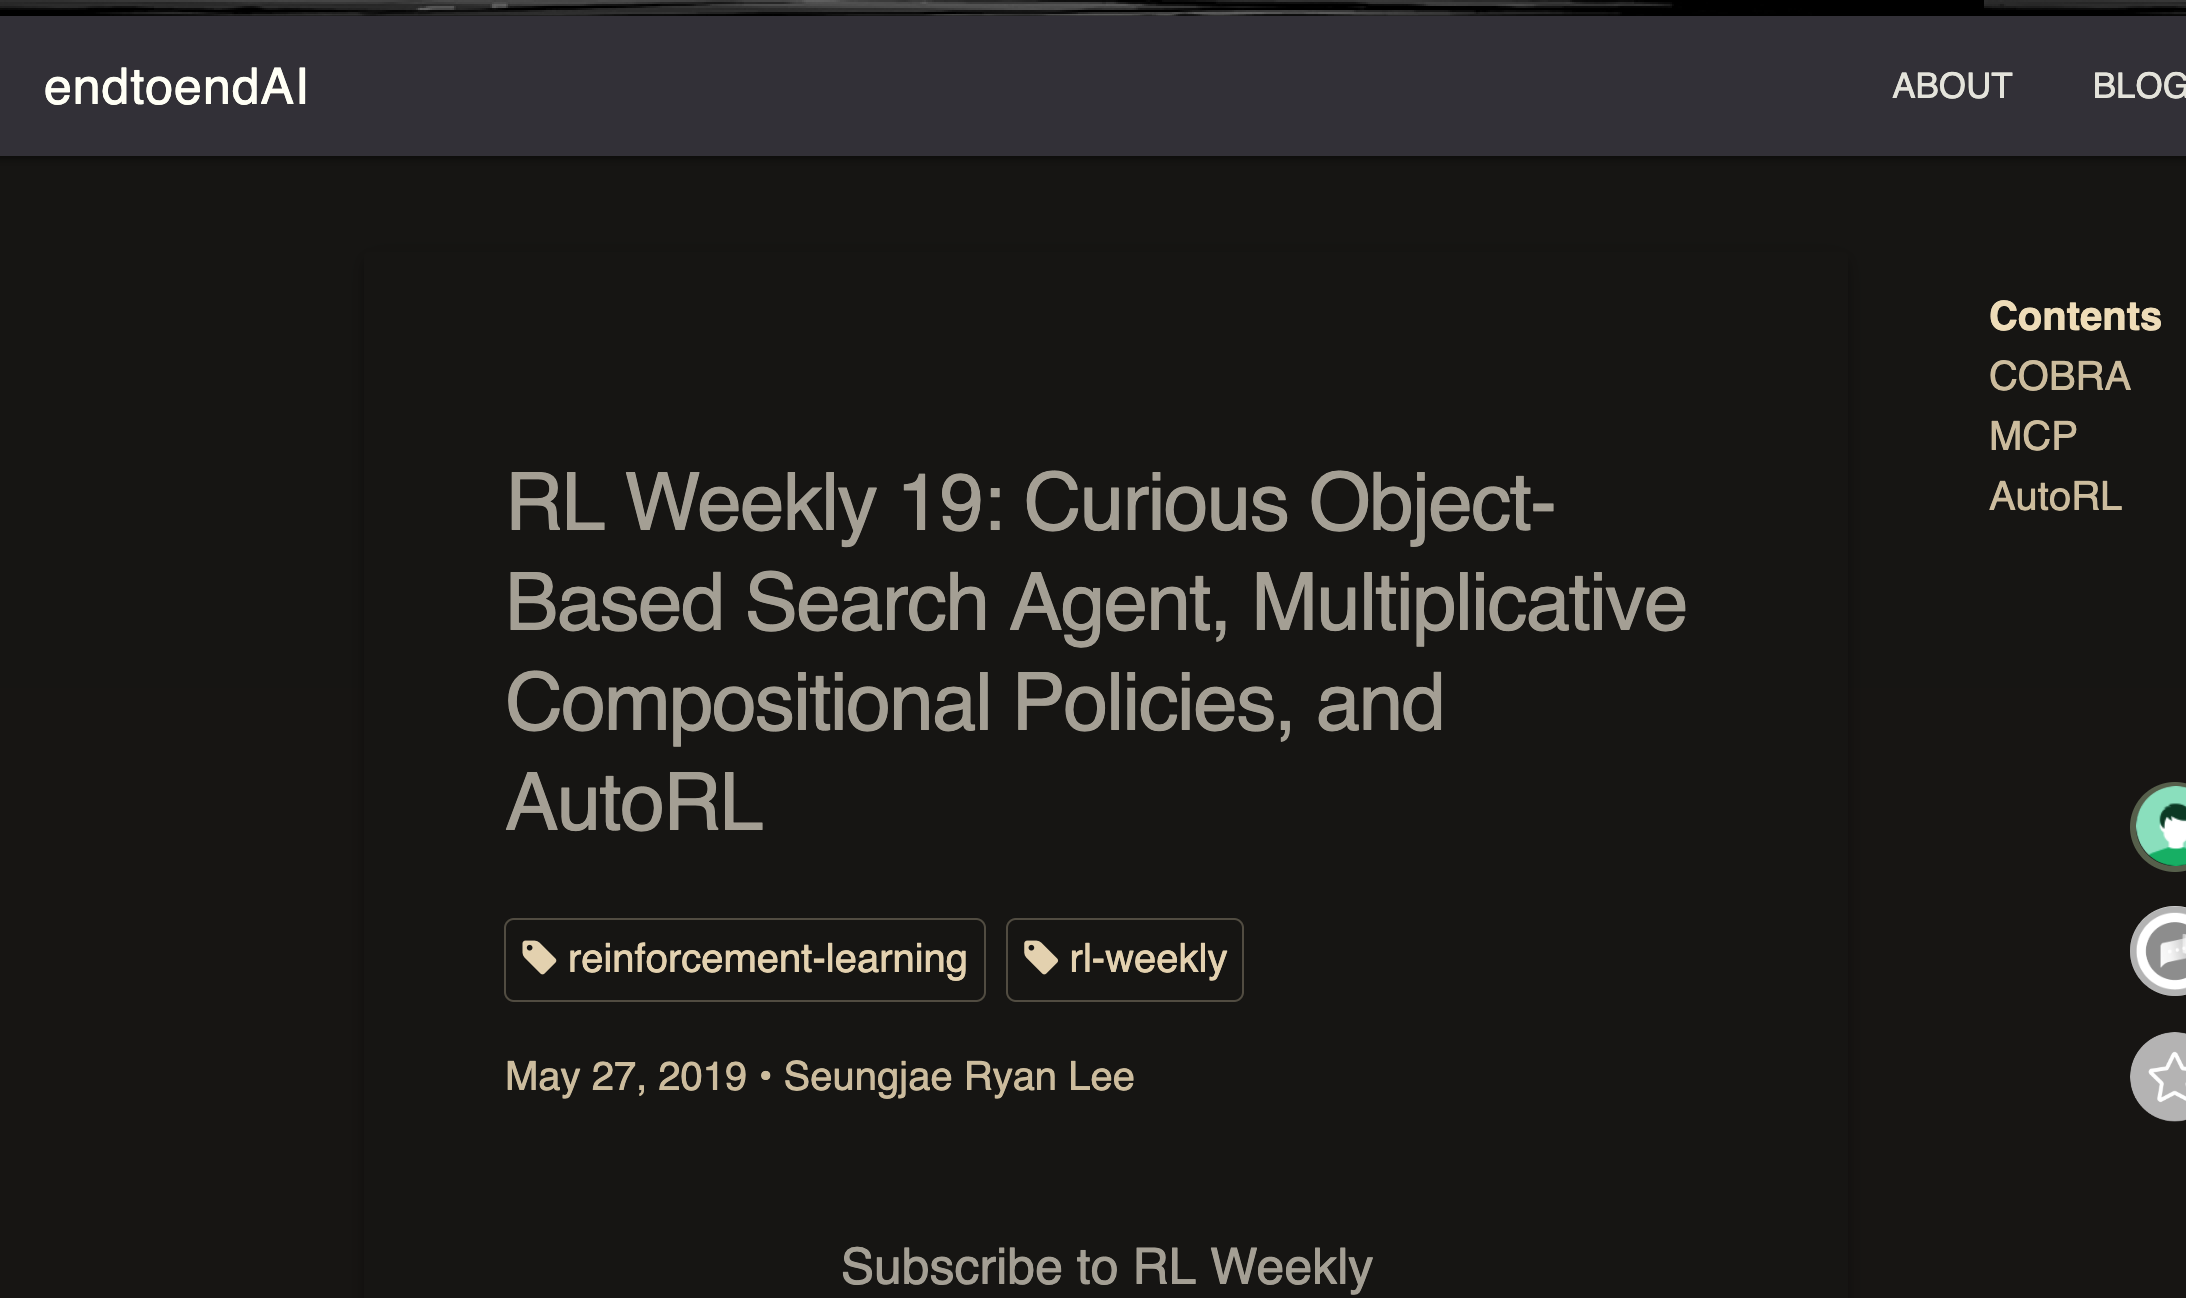 endtoendAI
ABOUT
BLOG
Contents
COBRA
MCP
AutoRL
RL Weekly 19: Curious Object-
Based Search Agent, Multiplicative
Compositional Policies, and
AutoRL
reinforcement-learning
rl-weekly
May 27, 2019 • Seungjae Ryan Lee
Subscribe to RL Weekly